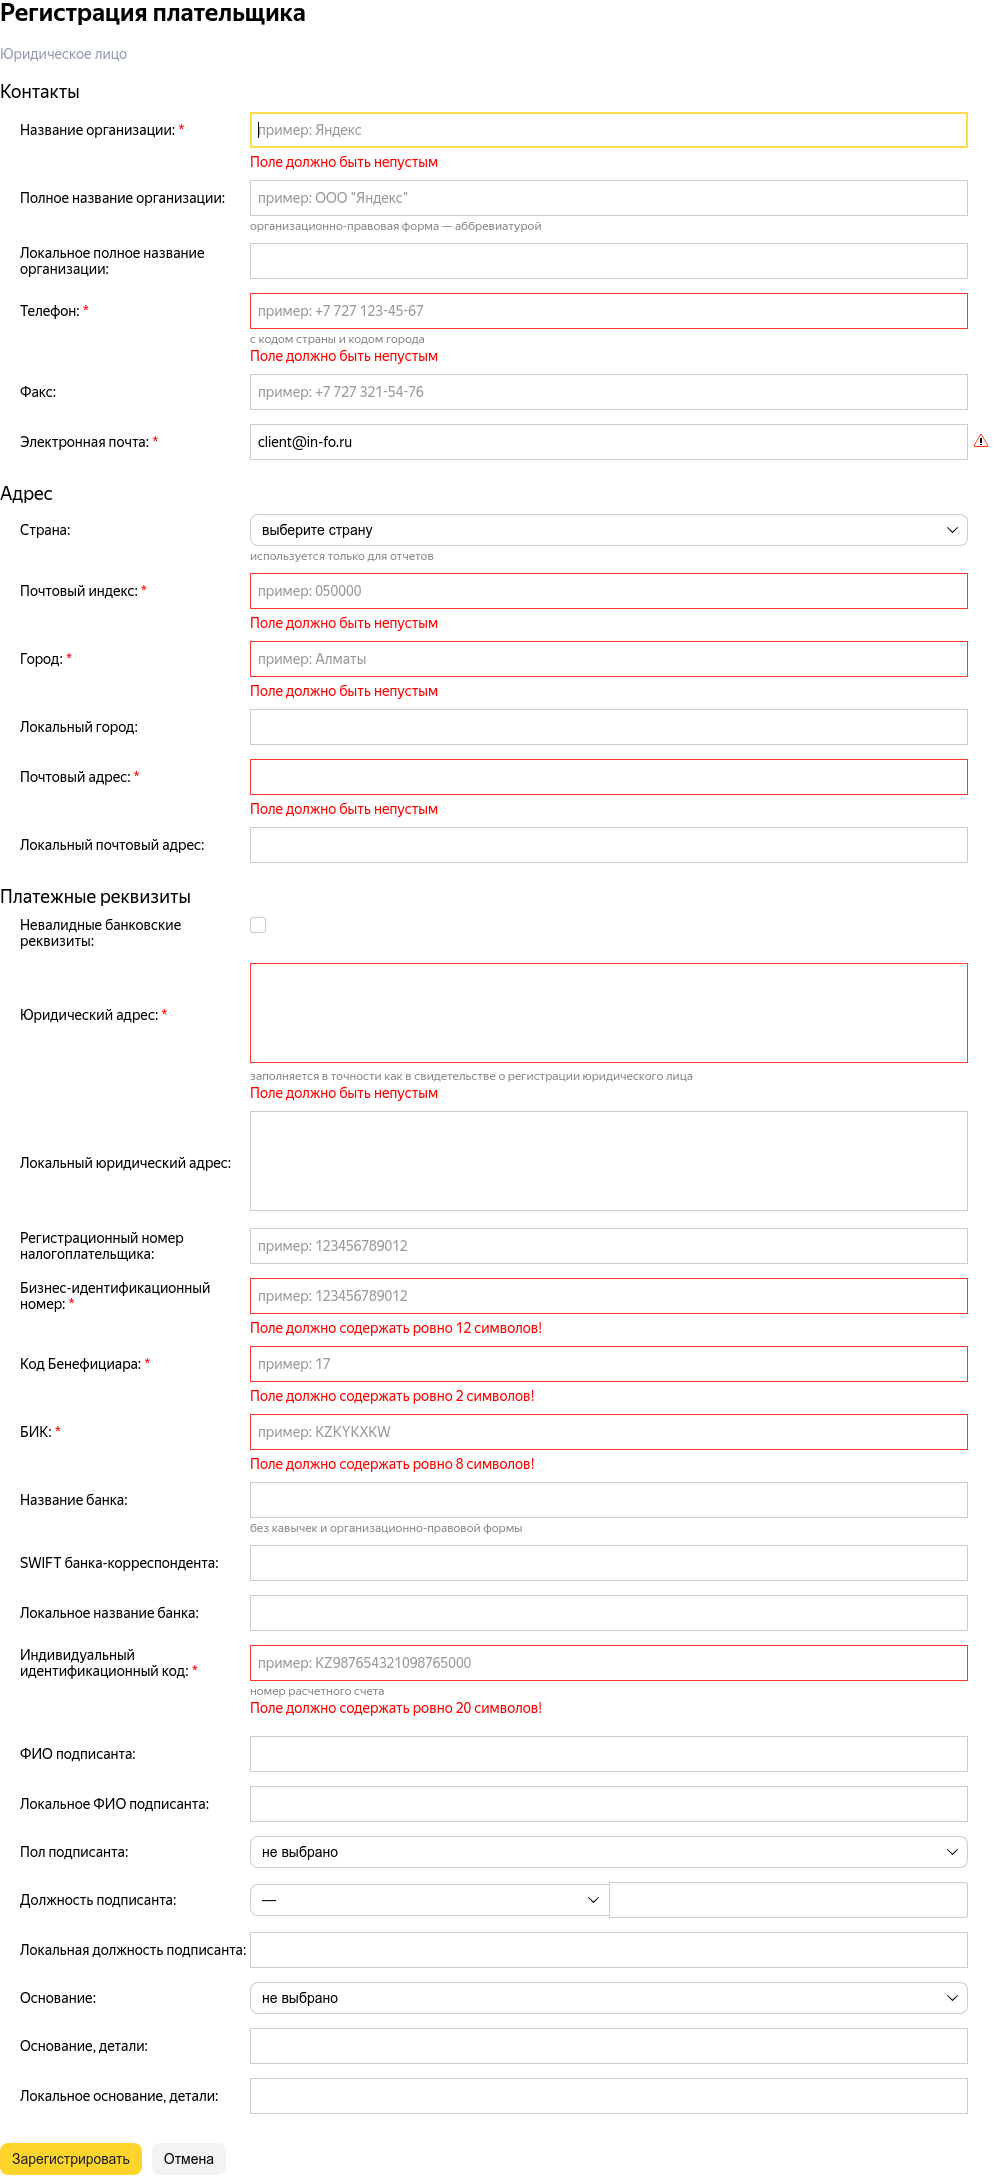 Регистрация плательщика
Юридическое лицо
Контакты
Название организации: *
пример: Яндекс
Поле должно быть непустым
Полное название организации:
пример: ООО "Яндекс"
организационно-правовая форма — аббревиатурой
Локальное полное название
организации:
Телефон: *
пример: +7 727 123-45-67
с кодом страны и кодом города
Поле должно быть непустым
Факс:
пример: +7 727 321-54-76
Электронная почта: *
client@in-fo.ru
Адрес
Страна:
выберите страну
используется только для отчетов
Почтовый индекс: *
пример: 050000
Поле должно быть непустым
Город: *
пример: Алматы
Поле должно быть непустым
Локальный город:
Почтовый адрес: *
Поле должно быть непустым
Локальный почтовый адрес:
Платежные реквизиты
Невалидные банковские
реквизиты:
Юридический адрес: *
заполняется в точности как в свидетельстве о регистрации юридического лица
Поле должно быть непустым
Локальный юридический адрес:
Регистрационный номер
налогоплательщика:
пример: 123456789012
Бизнес-идентификационный
номер: *
пример: 123456789012
Поле должно содержать ровно 12 символов!
Код Бенефициара: *
пример: 17
Поле должно содержать ровно 2 символов!
БИК: *
пример: KZKYKXKW
Поле должно содержать ровно 8 символов!
Название банка:
без кавычек и организационно-правовой формы
SWIFT банка-корреспондента:
Локальное название банка:
Индивидуальный
идентификационный код: *
пример: KZ987654321098765000
номер расчетного счета
Поле должно содержать ровно 20 символов!
ФИО подписанта:
Локальное ФИО подписанта:
Пол подписанта:
не выбрано
Должность подписанта:
—
Локальная должность подписанта:
Основание:
не выбрано
Основание, детали:
Локальное основание, детали:
Зарегистрировать
Отмена